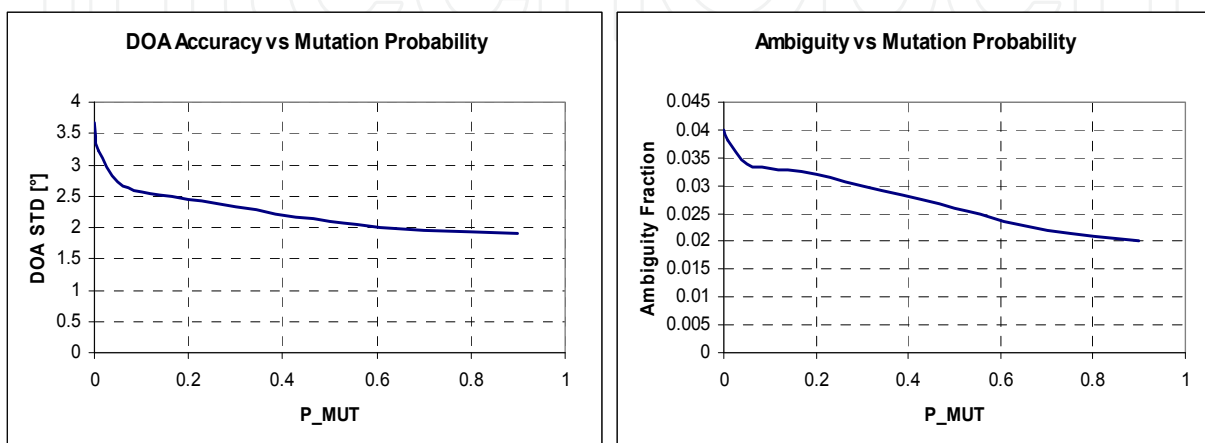 DOA Accuracy vs Mutation Probability
4
3.5
3
2.5
2
1.5
1
0.5
0
DOA STD [°]
0 0.2 0.4 0.6 0.8 1
P_MUT
Ambiguity vs Mutation Probability
0.045
0.04
0.035
0.03
0.025
0.02
0.015
0.01
0.005
0
Ambiguity Fraction
0 0.2 0.4 0.6 0.8 1
P_MUT